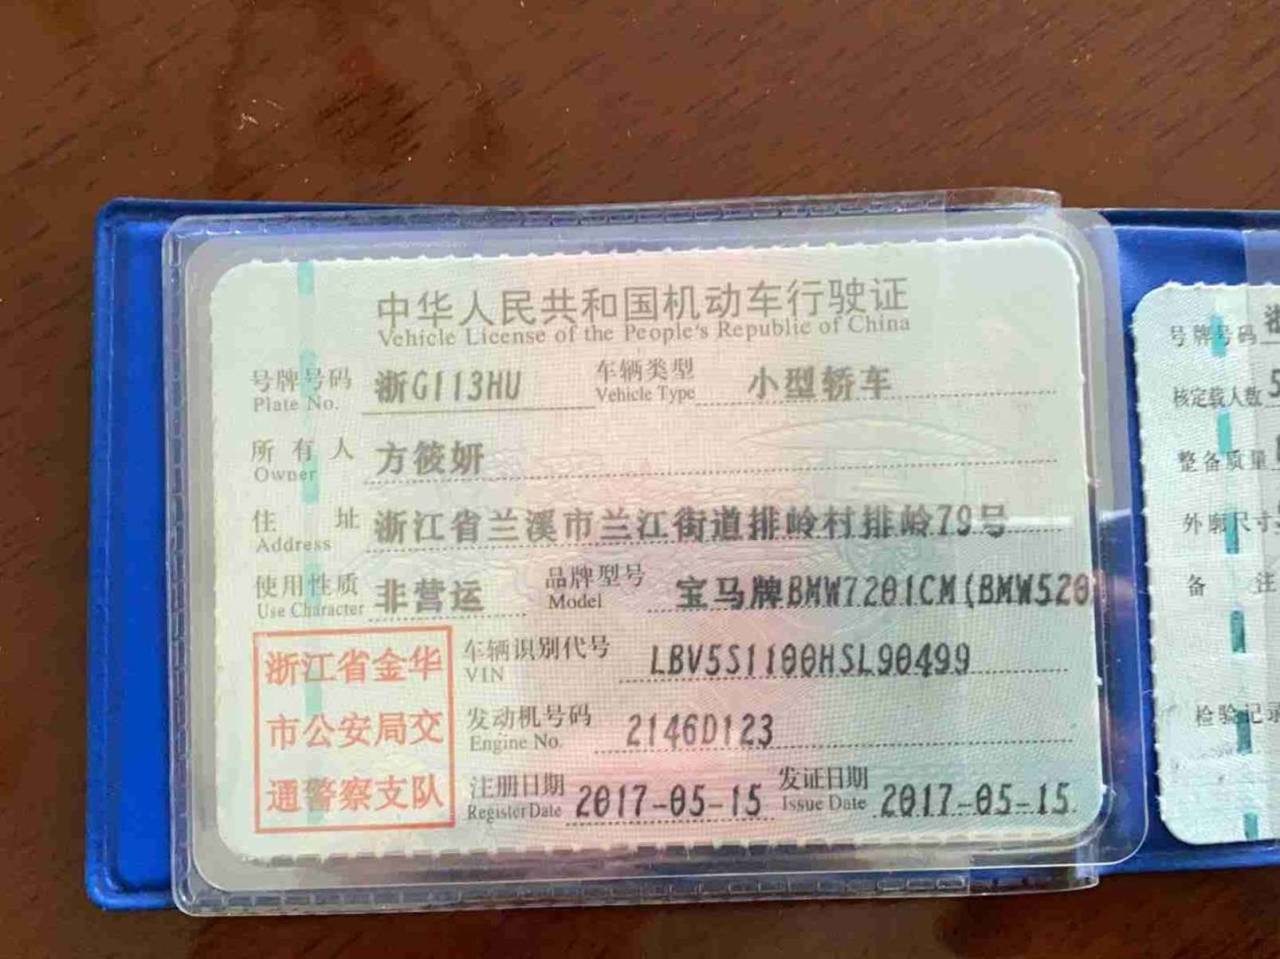 中华人民共和国机动车行驶证
Vehicle License of the People's Republic of China
号牌号码 浙G113HU 车辆类型 小型轿车
Plate No. Vehicle Type
所有人 方筱妍
Owner
住址 浙江省兰溪市兰江街道排岭村排岭79号
Address
使用性质 非营运 品牌型号 宝马牌BMW7201CM(BMW520
Use Character Model
浙江省金华
市公安局交
通警察支队
车辆识别代号 LBV5S1100HSL90499
VIN
发动机号码 2146D123
Engine No.
注册日期 2017-05-15 发证日期 2017-05-15
Register Date Issue Date
号牌号码
核定载人数 5
整备质量
外廓尺寸
备注
检验记录